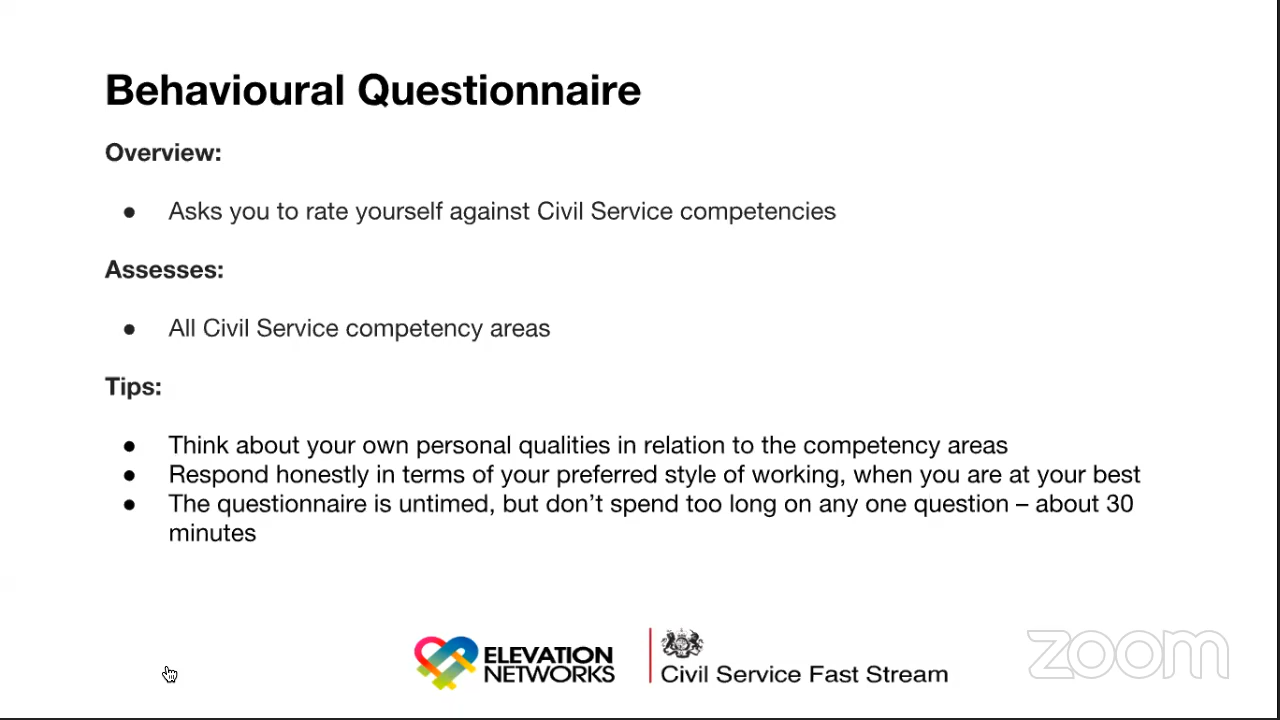 Behavioural Questionnaire
Overview:
● Asks you to rate yourself against Civil Service competencies
Assesses:
● All Civil Service competency areas
Tips:
● Think about your own personal qualities in relation to the competency areas
● Respond honestly in terms of your preferred style of working, when you are at your best
● The questionnaire is untimed, but don’t spend too long on any one question – about 30
minutes
ELEVATION
NETWORKS
Civil Service Fast Stream
zoom